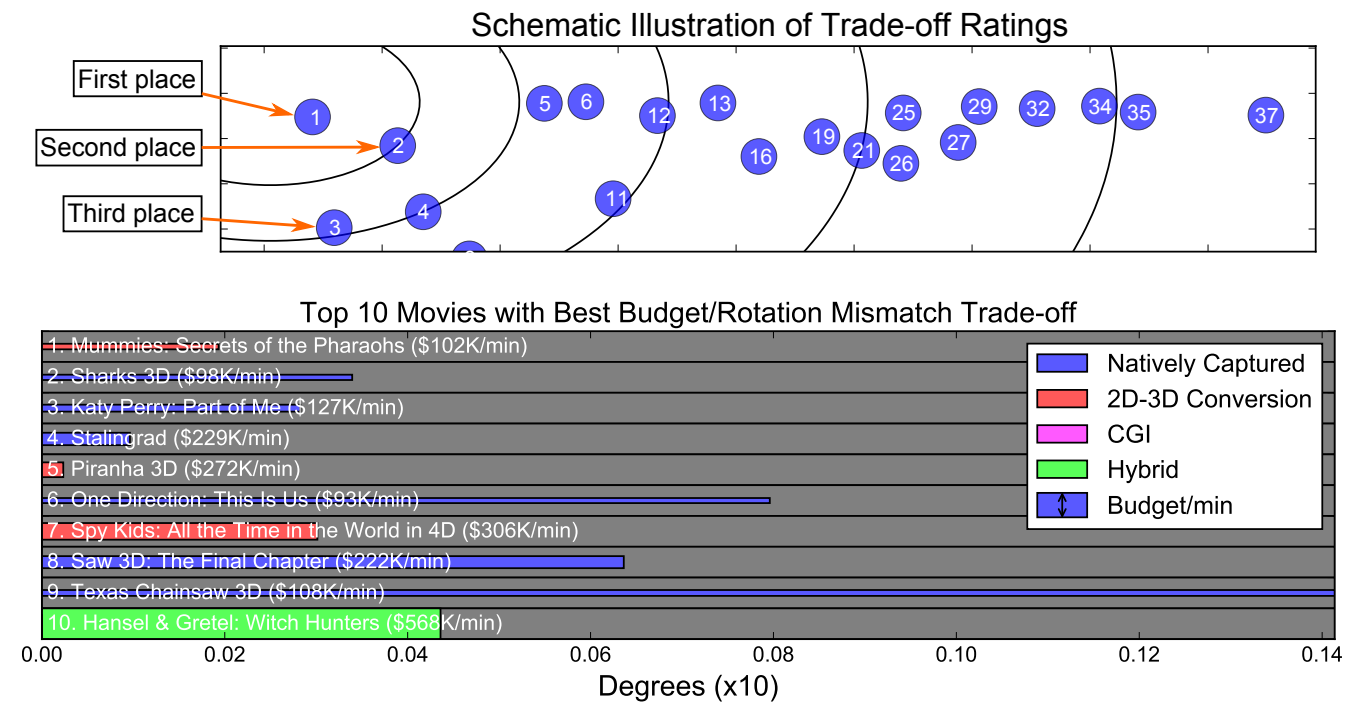 Schematic Illustration of Trade-off Ratings
First place
Second place
Third place
1
2
3
4
5
6
11
12
13
16
19
21
25
26
27
29
32
34
35
37
Top 10 Movies with Best Budget/Rotation Mismatch Trade-off
1. Mummies: Secrets of the Pharaohs ($102K/min)
2. Sharks 3D ($98K/min)
3. Katy Perry: Part of Me ($127K/min)
4. Stalingrad ($229K/min)
5. Piranha 3D ($272K/min)
6. One Direction: This Is Us ($93K/min)
7. Spy Kids: All the Time in the World in 4D ($306K/min)
8. Saw 3D: The Final Chapter ($222K/min)
9. Texas Chainsaw 3D ($108K/min)
10. Hansel & Gretel: Witch Hunters ($568K/min)
Natively Captured
2D-3D Conversion
CGI
Hybrid
Budget/min
0.00 0.02 0.04 0.06 0.08 0.10 0.12 0.14
Degrees (x10)